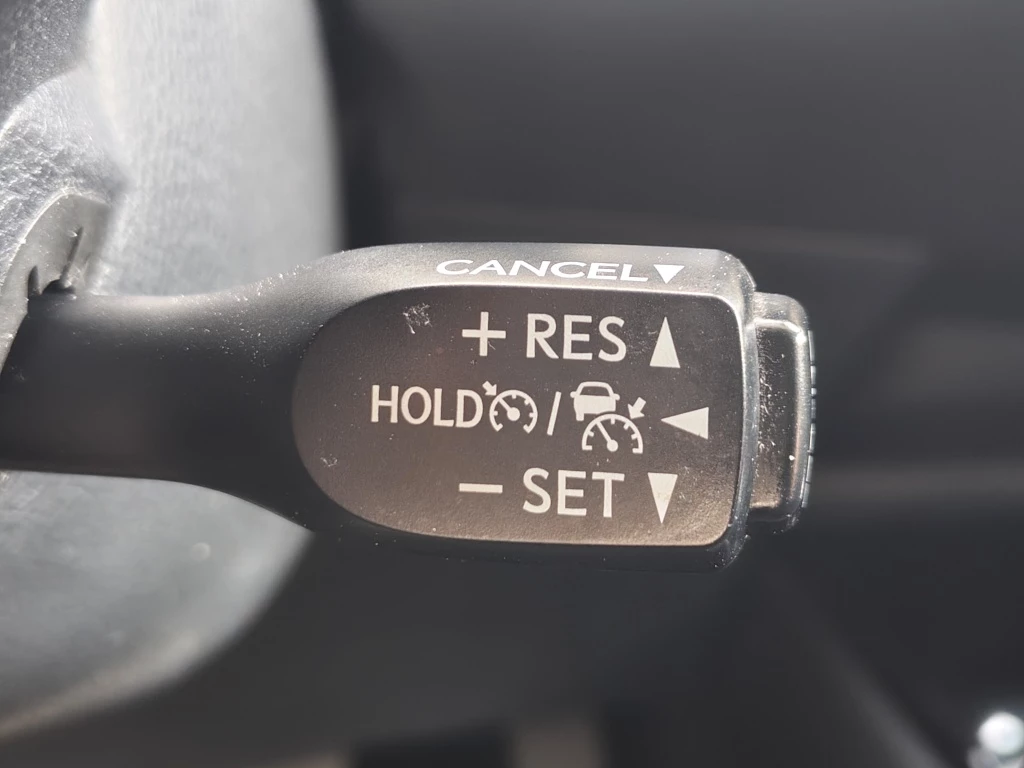 CANCEL▼
+ RES ▲
HOLD / ◀
− SET ▼